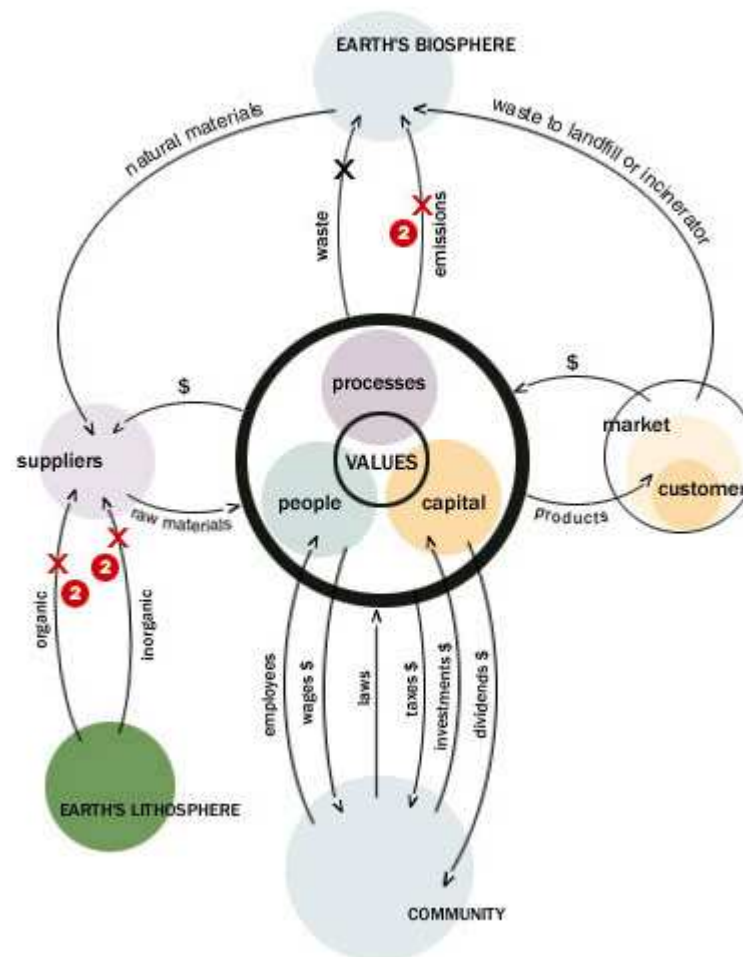 EARTH'S BIOSPHERE
natural materials
waste to landfill or incinerator
X
X
2
waste
emissions
processes
$
$
market
suppliers
VALUES
customer
people
capital
raw materials
products
X
X
2
2
organic
inorganic
employees
wages $
laws
taxes $
investments $
dividends $
EARTH'S LITHOSPHERE
COMMUNITY